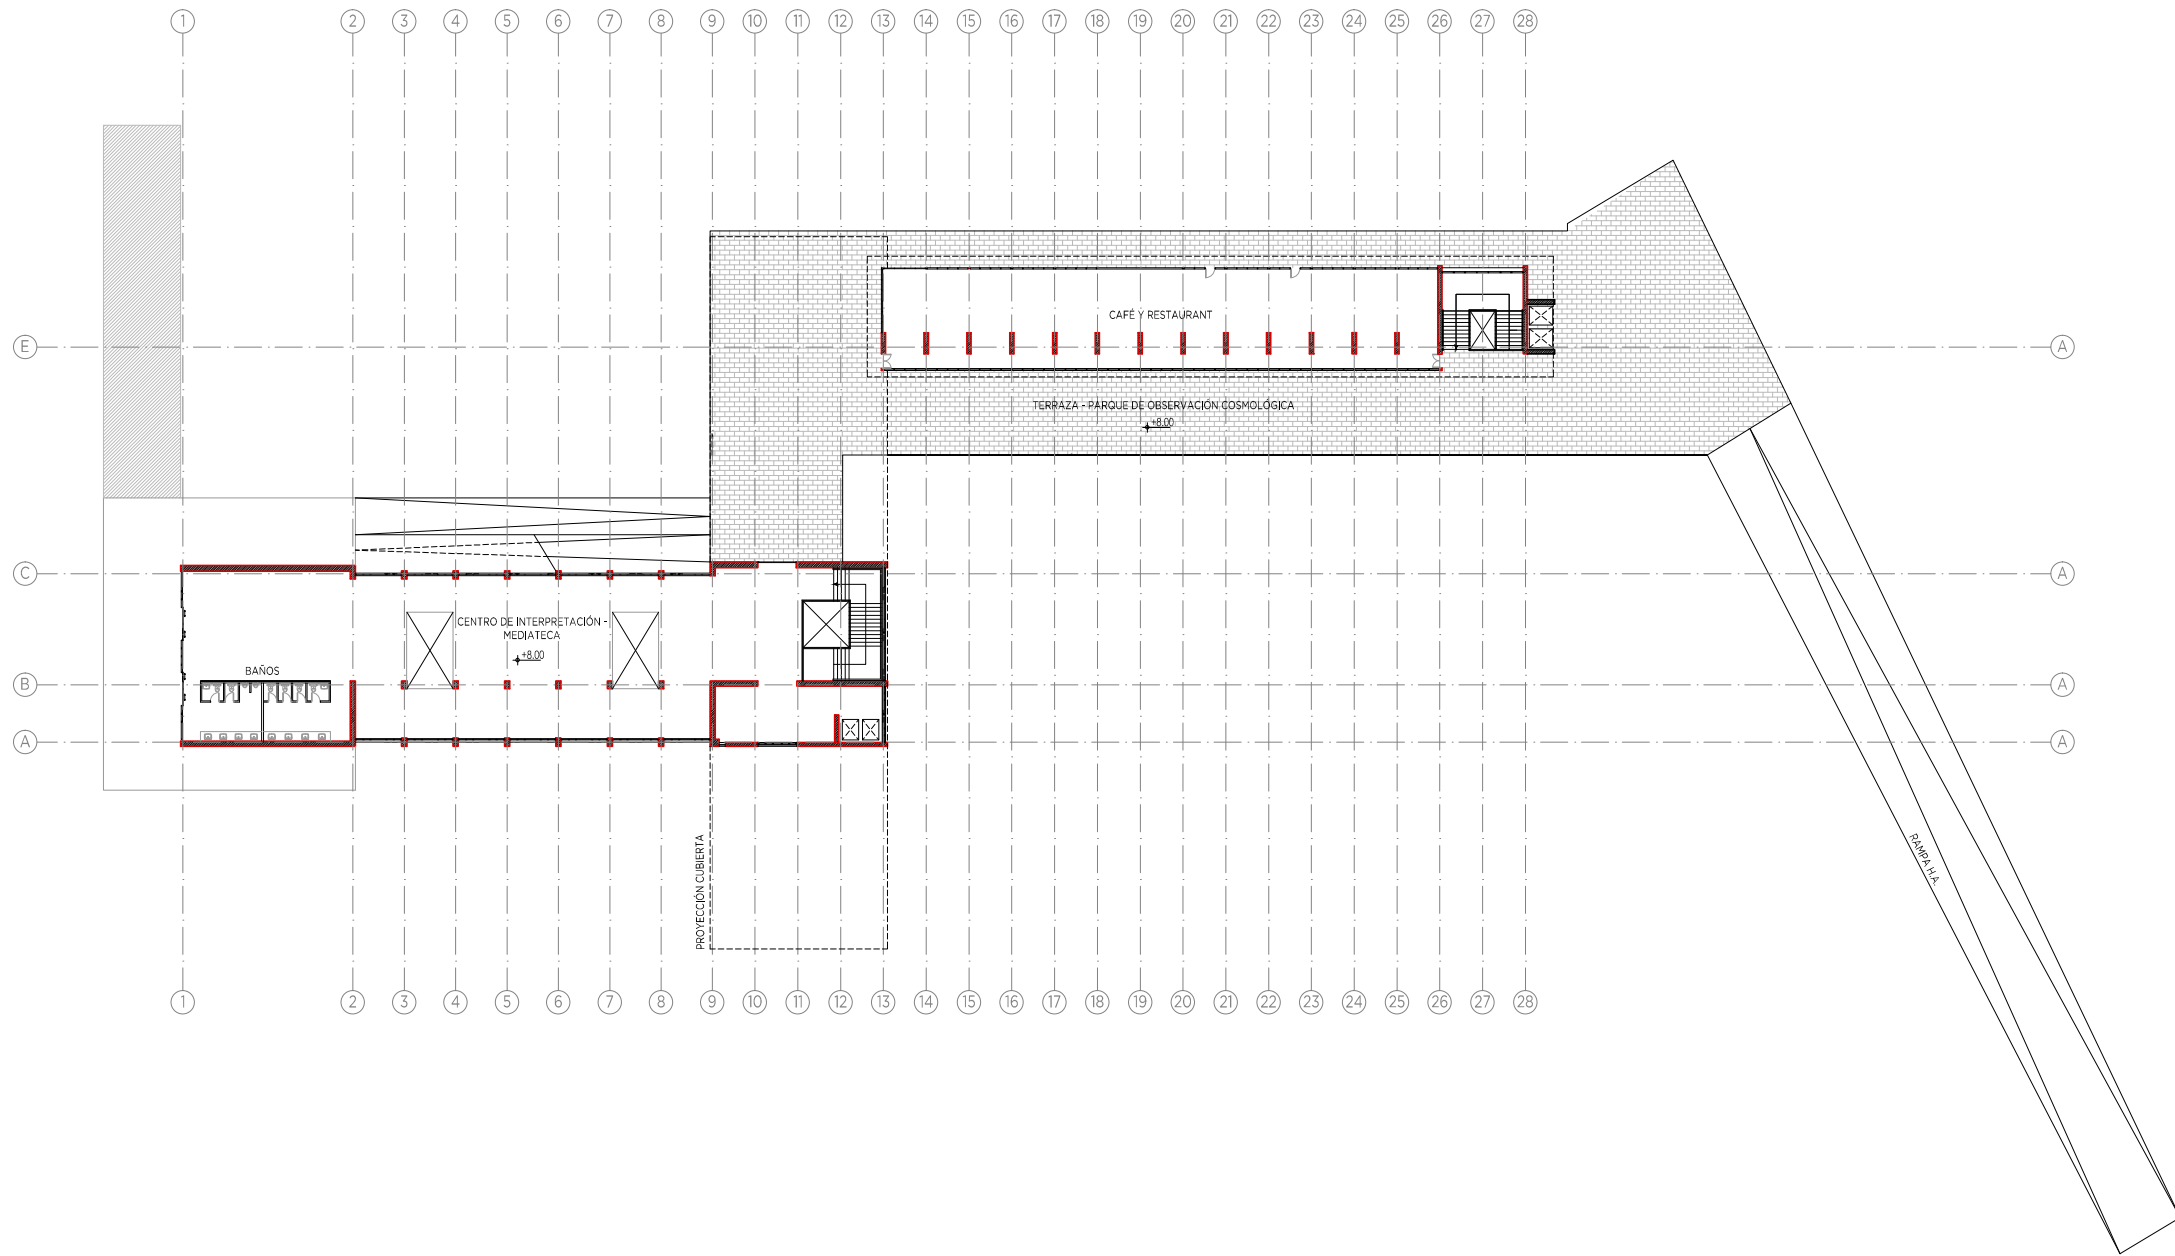 1 2 3 4 5 6 7 8 9 10 11 12 13 14 15 16 17 18 19 20 21 22 23 24 25 26 27 28
CAFÉ Y RESTAURANT
E A
TERRAZA - PARQUE DE OBSERVACIÓN COSMOLÓGICA
+8.00
C A
CENTRO DE INTERPRETACIÓN -
MEDIATECA
+8.00
BAÑOS
B A
A A
PROYECCIÓN CUBIERTA
RAMPA H.A.
1 2 3 4 5 6 7 8 9 10 11 12 13 14 15 16 17 18 19 20 21 22 23 24 25 26 27 28